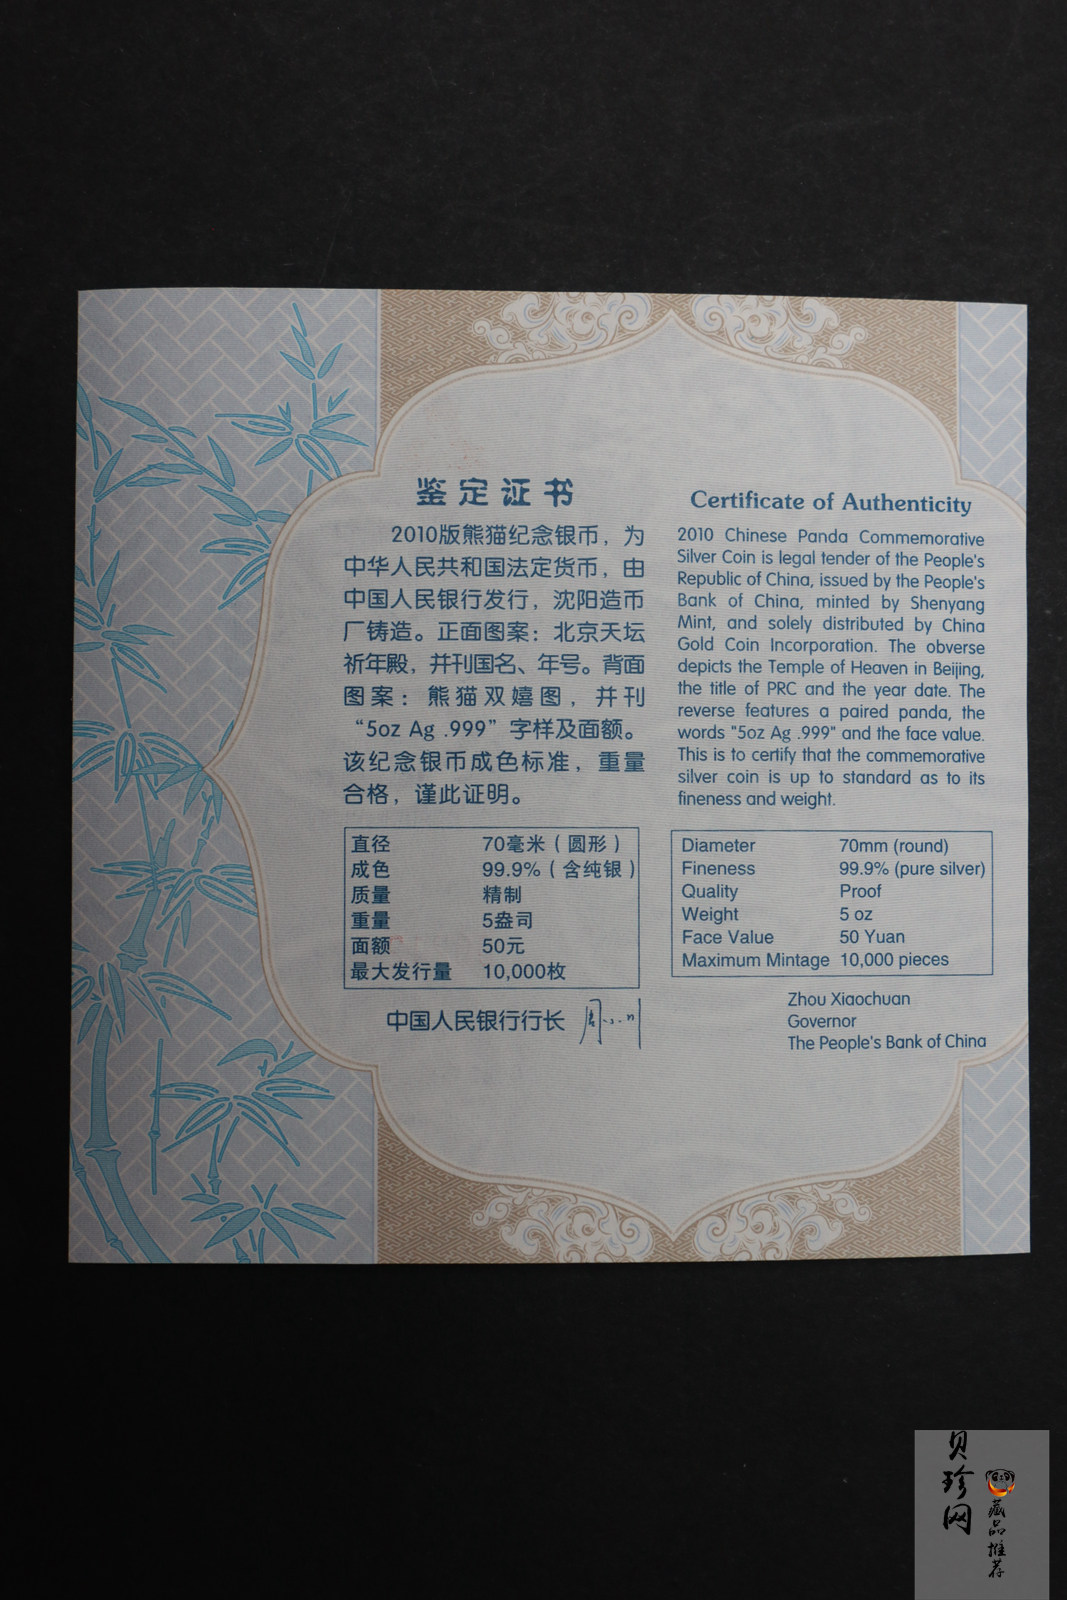 鉴定证书
2010版熊猫纪念银币，为
中华人民共和国法定货币，由
中国人民银行发行，沈阳造币
厂铸造。正面图案：北京天坛
祈年殿，并刊国名、年号。背面
图案：熊猫双嬉图，并刊
“5oz Ag .999”字样及面额。
该纪念银币成色标准，重量
合格，谨此证明。
直径 70毫米（圆形）
成色 99.9%（含纯银）
质量 精制
重量 5盎司
面额 50元
最大发行量 10,000枚
中国人民银行行长 周小川
Certificate of Authenticity
2010 Chinese Panda Commemorative
Silver Coin is legal tender of the People's
Republic of China, issued by the People's
Bank of China, minted by Shenyang
Mint, and solely distributed by China
Gold Coin Incorporation. The obverse
depicts the Temple of Heaven in Beijing,
the title of PRC and the year date. The
reverse features a paired panda, the
words "5oz Ag .999" and the face value.
This is to certify that the commemorative
silver coin is up to standard as to its
fineness and weight.
Diameter 70mm (round)
Fineness 99.9% (pure silver)
Quality Proof
Weight 5 oz
Face Value 50 Yuan
Maximum Mintage 10,000 pieces
Zhou Xiaochuan
Governor
The People's Bank of China
贝珍网
藏品推荐